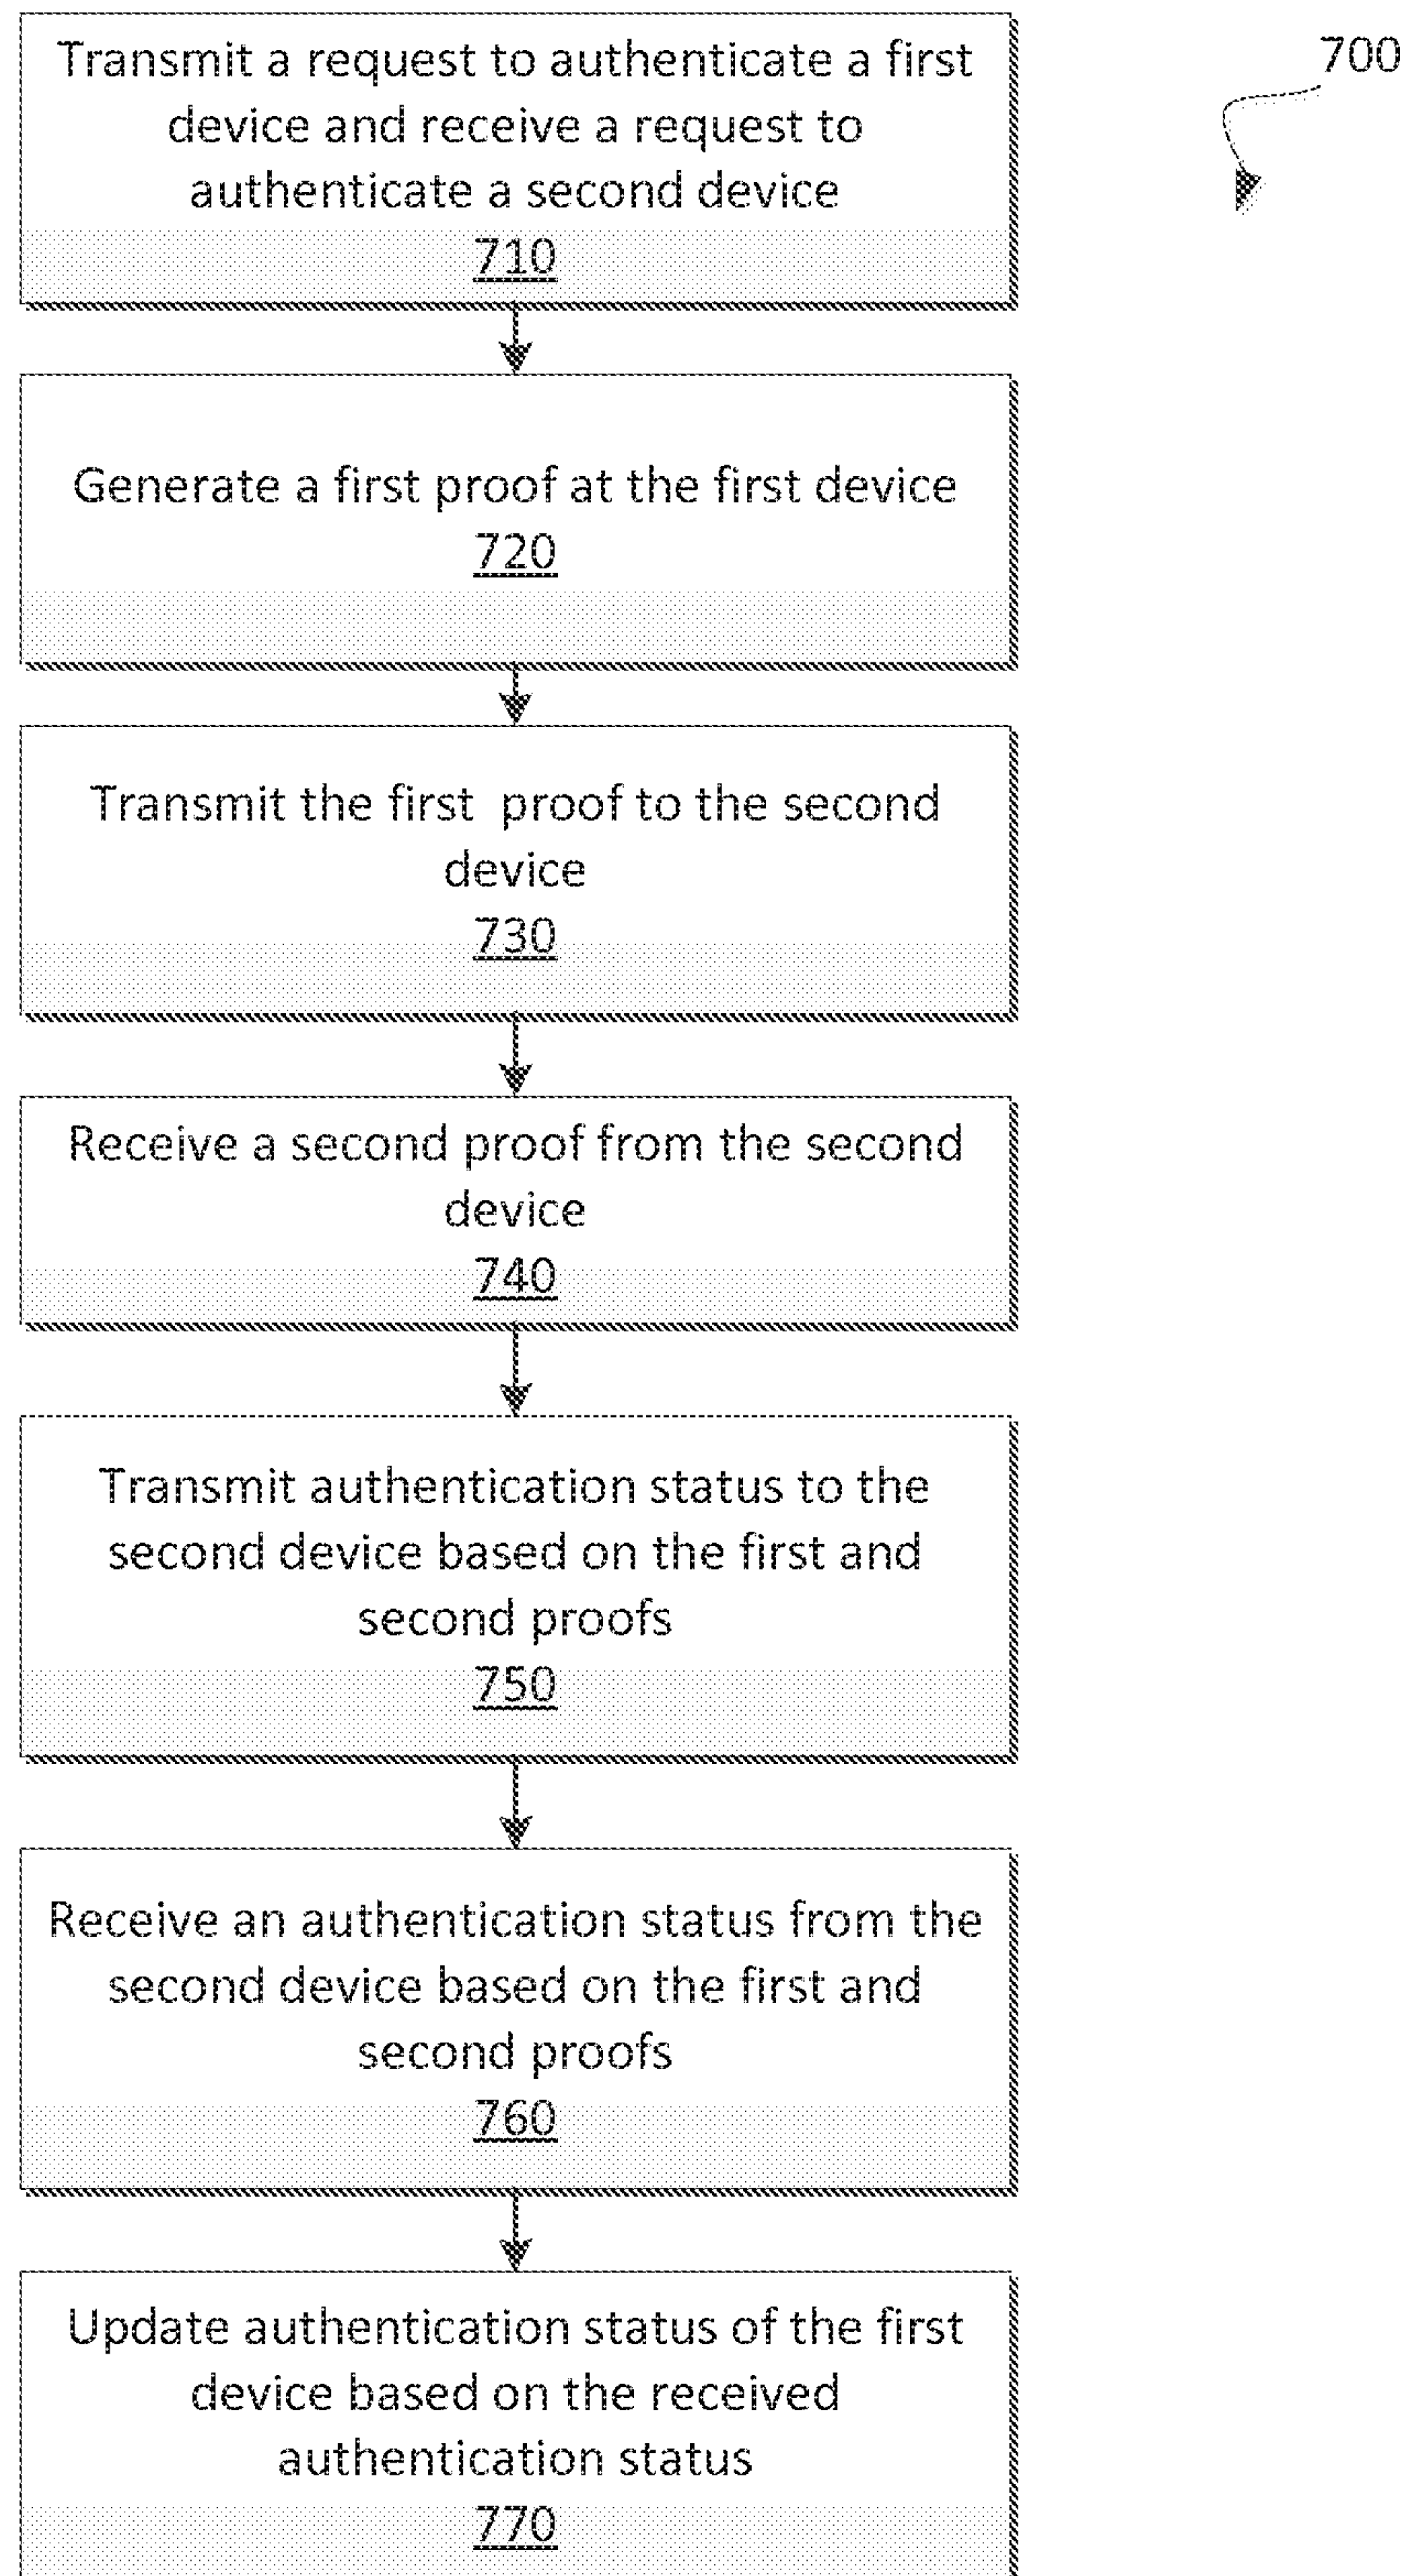 Transmit a request to authenticate a first
device and receive a request to
authenticate a second device
710
700
Generate a first proof at the first device
720
Transmit the first  proof to the second
device
730
Receive a second proof from the second
device
740
Transmit authentication status to the
second device based on the first and
second proofs
750
Receive an authentication status from the
second device based on the first and
second proofs
760
Update authentication status of the first
device based on the received
authentication status
770